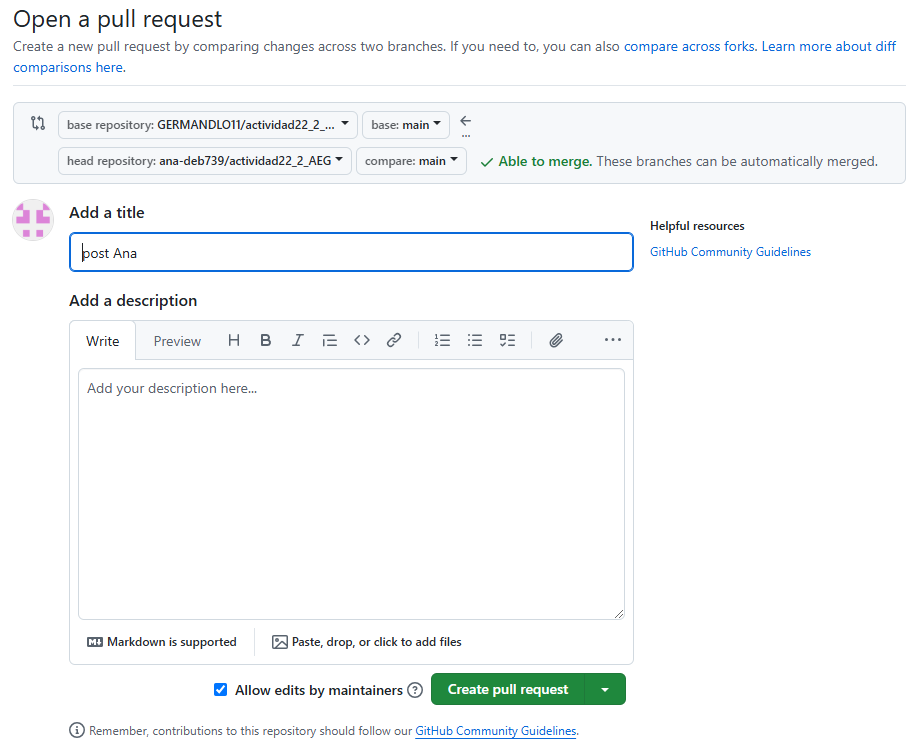 Open a pull request
Create a new pull request by comparing changes across two branches. If you need to, you can also compare across forks. Learn more about diff
comparisons here.
base repository: GERMANDLO11/actividad22_2_... base: main
head repository: ana-deb739/actividad22_2_AEG compare: main Able to merge. These branches can be automatically merged.
Add a title
post Ana
Helpful resources
GitHub Community Guidelines
Add a description
Write Preview
Add your description here...
Markdown is supported Paste, drop, or click to add files
Allow edits by maintainers Create pull request
Remember, contributions to this repository should follow our GitHub Community Guidelines.